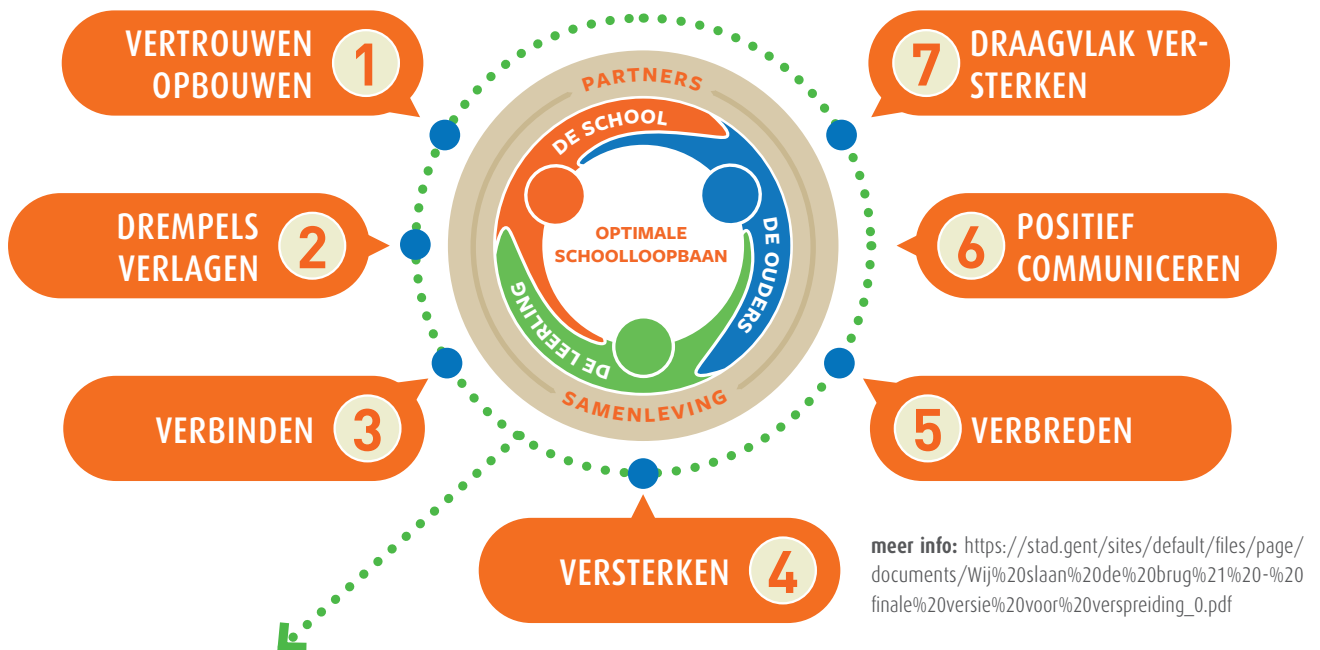 VERTROUWEN
OPBOUWEN
1
DREMPELS
VERLAGEN
2
VERBINDEN
3
VERSTERKEN
4
5
VERBREDEN
6
POSITIEF
COMMUNICEREN
7
DRAAGVLAK VER-
STERKEN
PARTNERS
DE SCHOOL
DE OUDERS
DE LEERLING
OPTIMALE
SCHOOLLOOPBAAN
SAMENLEVING
meer info: https://stad.gent/sites/default/files/page/
documents/Wij%20slaan%20de%20brug%21%20-%20
finale%20versie%20voor%20verspreiding_0.pdf